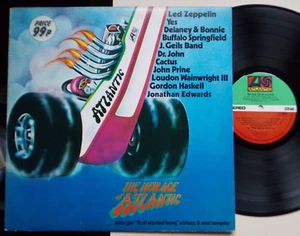 PRICE
99p
Led Zeppelin
Yes
Delaney & Bonnie
Buffalo Springfield
J. Geils Band
Dr. John
Cactus
John Prine
Loudon Wainwright III
Gordon Haskell
Jonathan Edwards
ATLANTIC
THE NEW AGE
OF
ATLANTIC
ATLANTIC